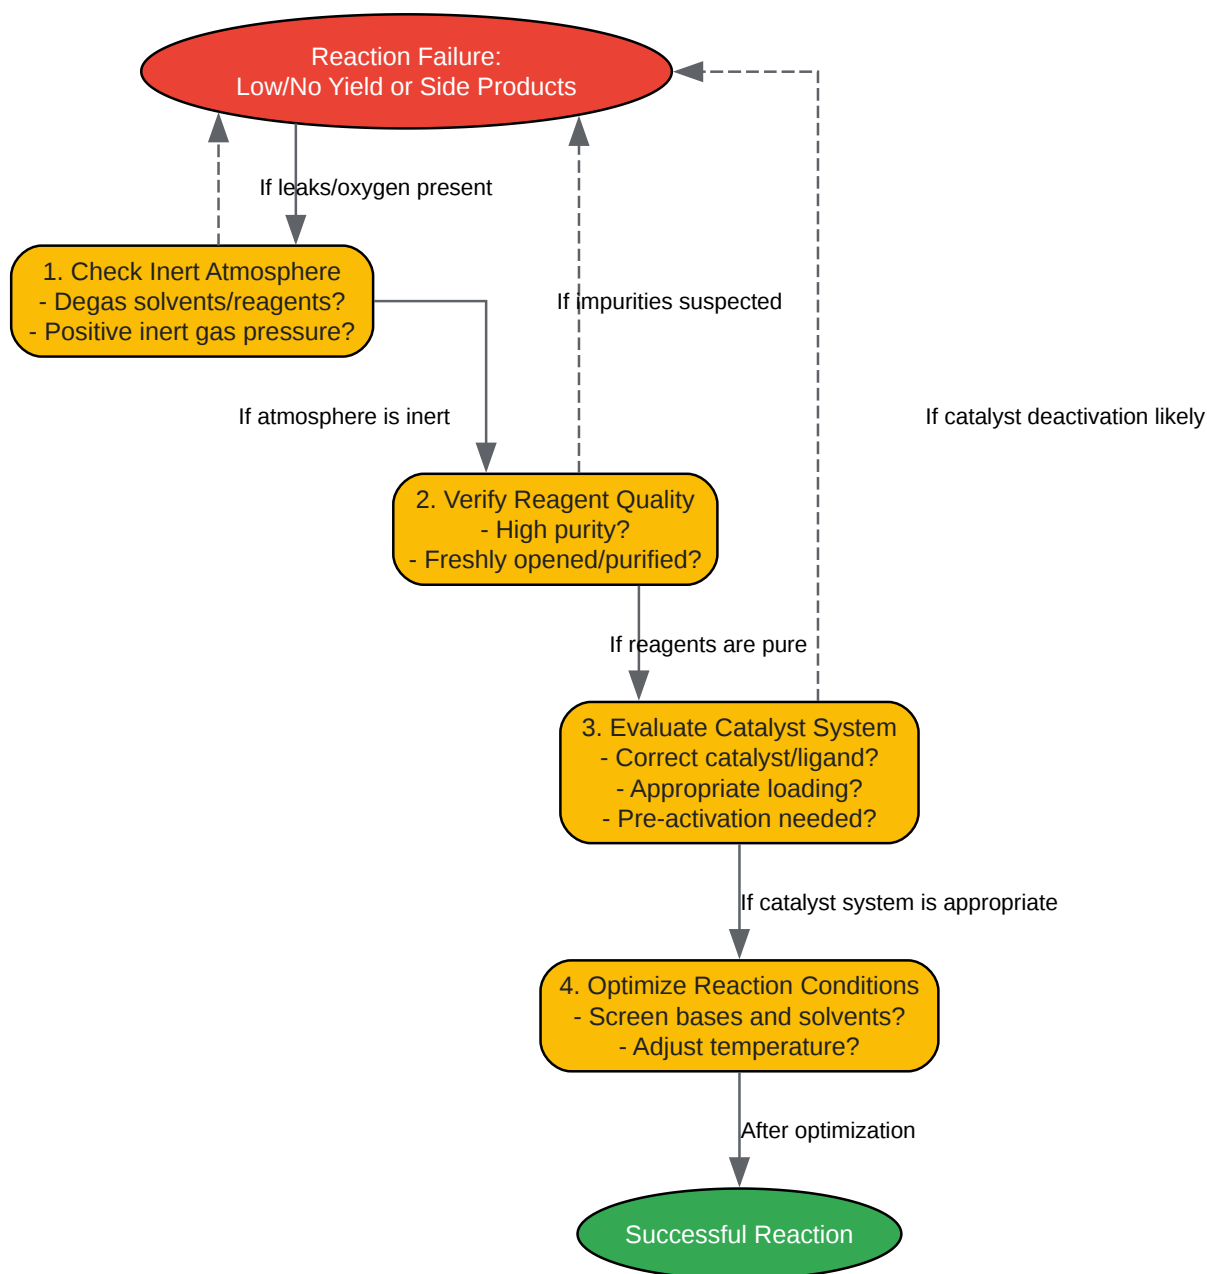 Reaction Failure:
Low/No Yield or Side Products
If leaks/oxygen present
1. Check Inert Atmosphere
- Degas solvents/reagents?
- Positive inert gas pressure?
If impurities suspected
If atmosphere is inert
If catalyst deactivation likely
2. Verify Reagent Quality
- High purity?
- Freshly opened/purified?
If reagents are pure
3. Evaluate Catalyst System
- Correct catalyst/ligand?
- Appropriate loading?
- Pre-activation needed?
If catalyst system is appropriate
4. Optimize Reaction Conditions
- Screen bases and solvents?
- Adjust temperature?
After optimization
Successful Reaction